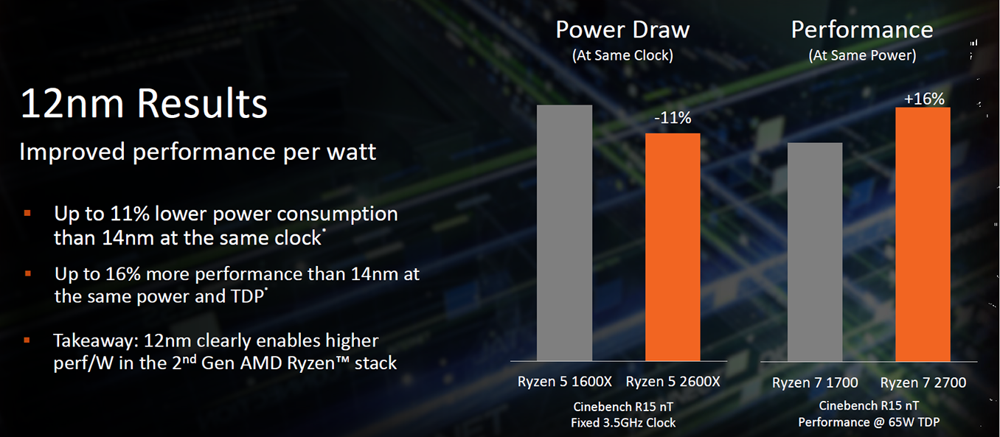 12nm Results
Improved performance per watt
▪ Up to 11% lower power consumption
than 14nm at the same clock*
▪ Up to 16% more performance than 14nm at
the same power and TDP*
▪ Takeaway: 12nm clearly enables higher
perf/W in the 2nd Gen AMD Ryzen™ stack
Power Draw
(At Same Clock)
-11%
Ryzen 5 1600X Ryzen 5 2600X
Cinebench R15 nT
Fixed 3.5GHz Clock
Performance
(At Same Power)
+16%
Ryzen 7 1700 Ryzen 7 2700
Cinebench R15 nT
Performance @ 65W TDP